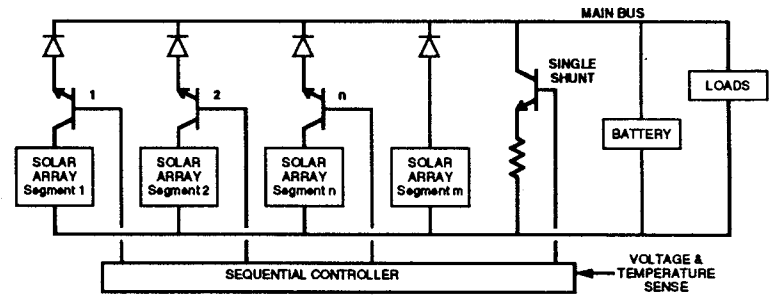 MAIN BUS
SINGLE
SHUNT
1
2
n
LOADS
BATTERY
SOLAR
ARRAY
Segment 1
SOLAR
ARRAY
Segment 2
SOLAR
ARRAY
Segment n
SOLAR
ARRAY
Segment m
SEQUENTIAL CONTROLLER
VOLTAGE &
TEMPERATURE
SENSE